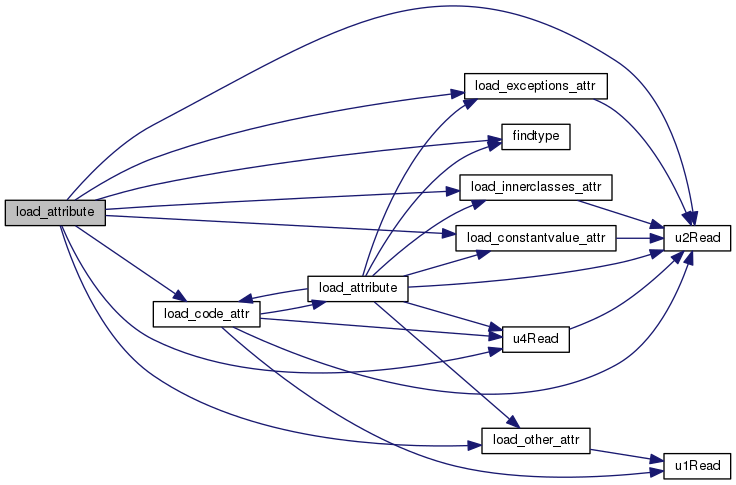 load_exceptions_attr
findtype
load_innerclasses_attr
load_attribute
load_constantvalue_attr
u2Read
load_attribute
load_code_attr
u4Read
load_other_attr
u1Read